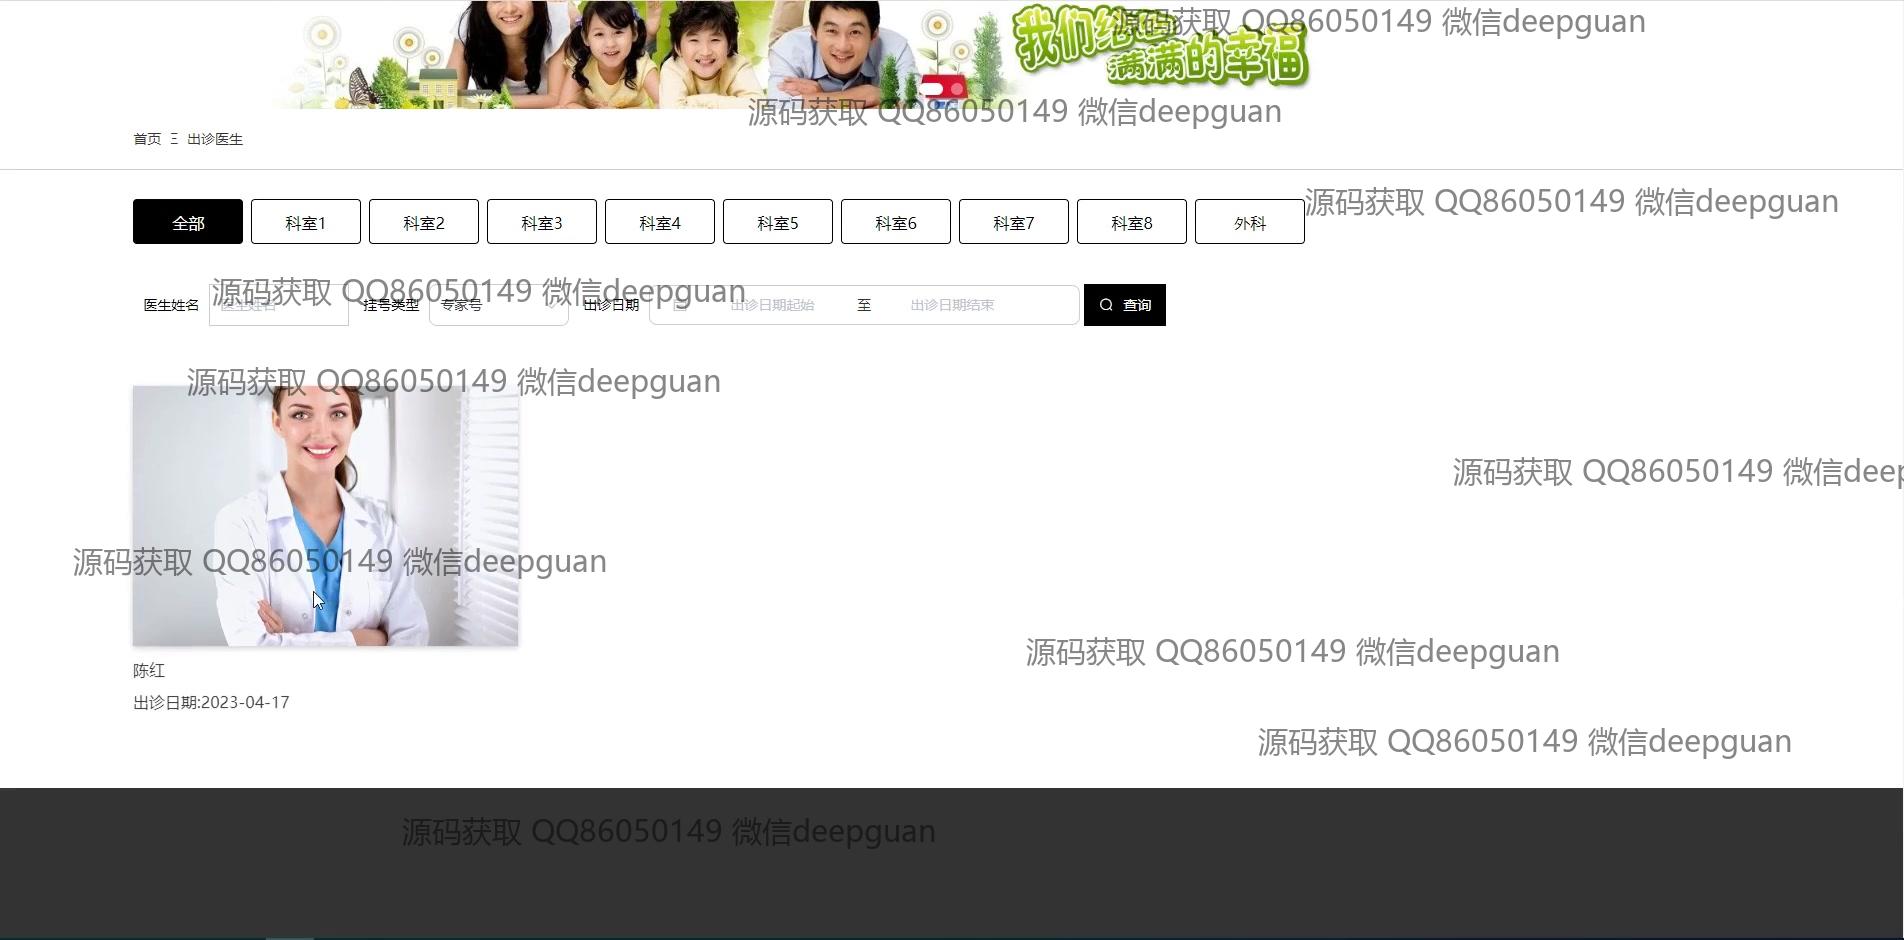 我们给您
满满的幸福
源码获取 QQ86050149 微信deepguan
源码获取 QQ86050149 微信deepguan
首页 Ξ 出诊医生
源码获取 QQ86050149 微信deepguan
全部 科室1 科室2 科室3 科室4 科室5 科室6 科室7 科室8 外科
源码获取 QQ86050149 微信deepguan
医生姓名 医生姓名 挂号类型 专家号 出诊日期 出诊日期起始 至 出诊日期结束 查询
源码获取 QQ86050149 微信deepguan
源码获取 QQ86050149 微信deep
源码获取 QQ86050149 微信deepguan
源码获取 QQ86050149 微信deepguan
陈红
出诊日期:2023-04-17
源码获取 QQ86050149 微信deepguan
源码获取 QQ86050149 微信deepguan